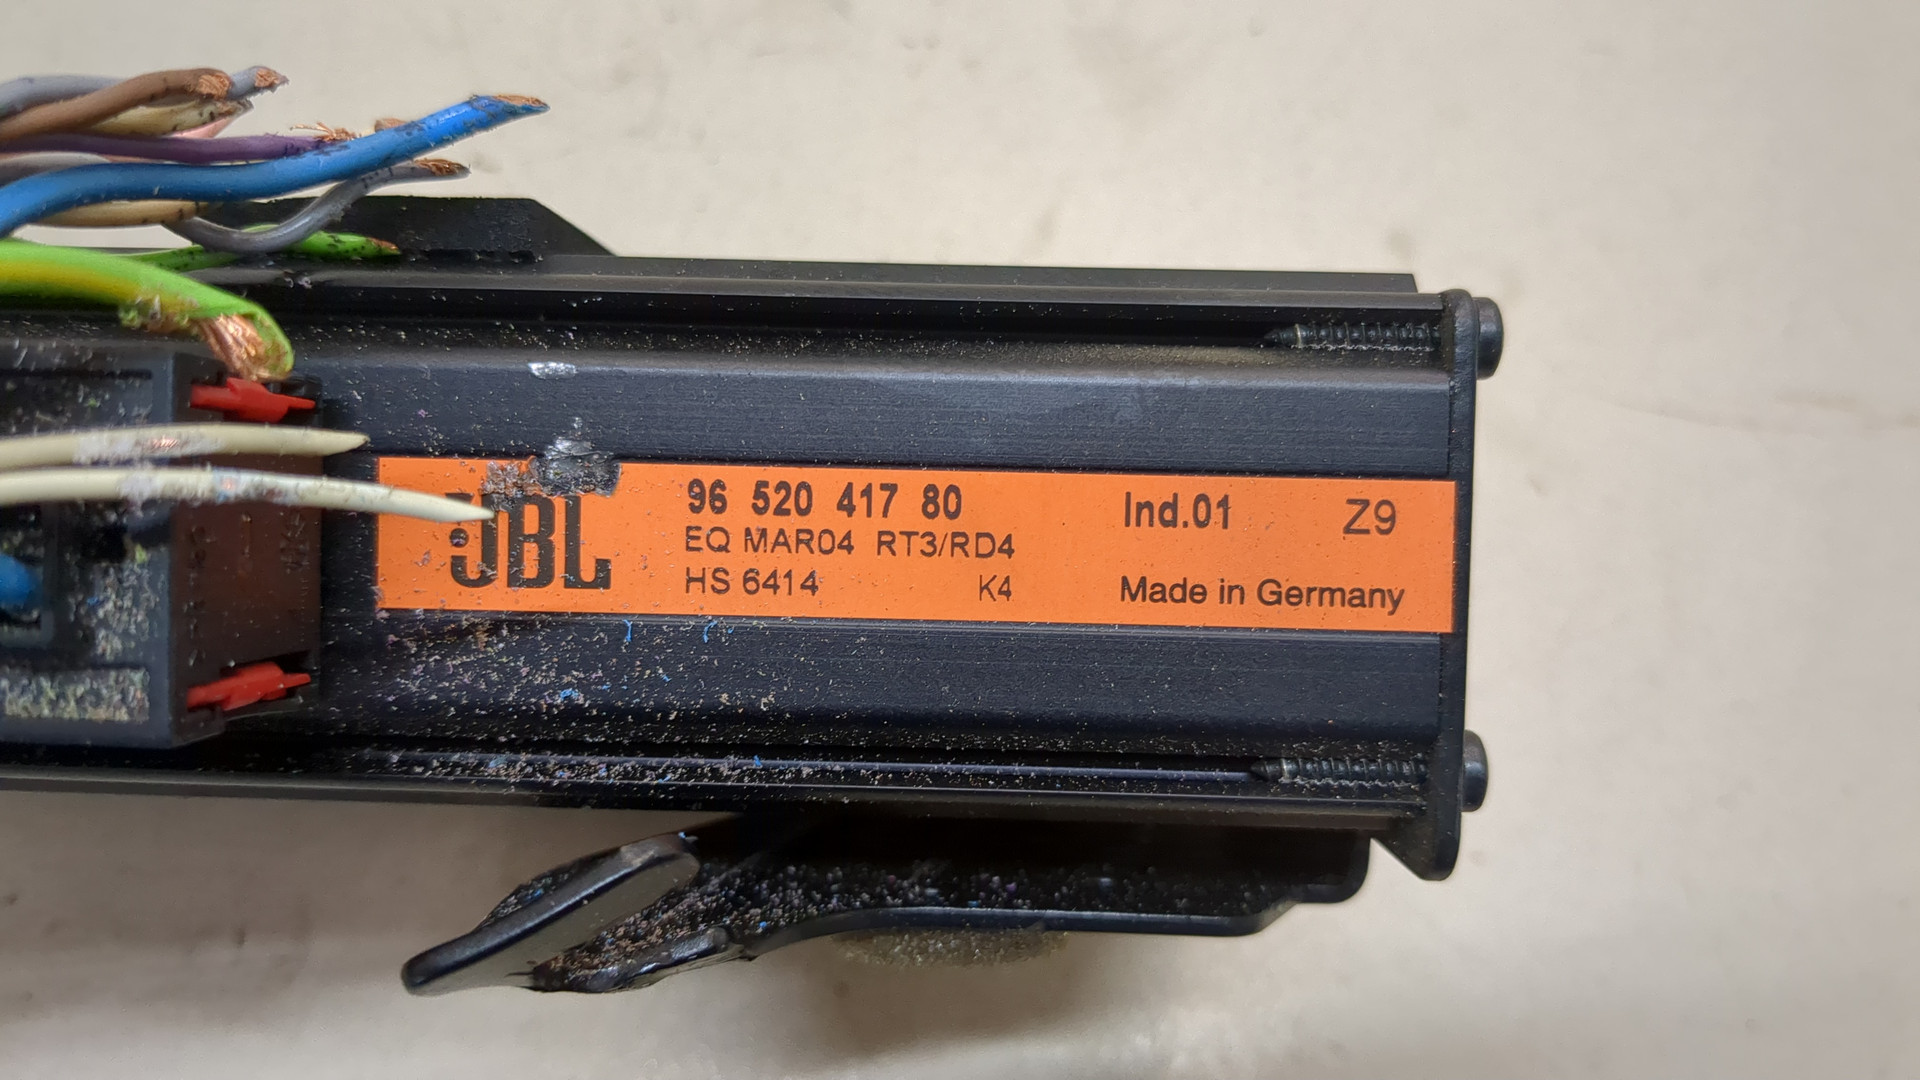 JBL
96 520 417 80
EQ MAR04 RT3/RD4
HS 6414 K4
Ind.01 Z9
Made in Germany